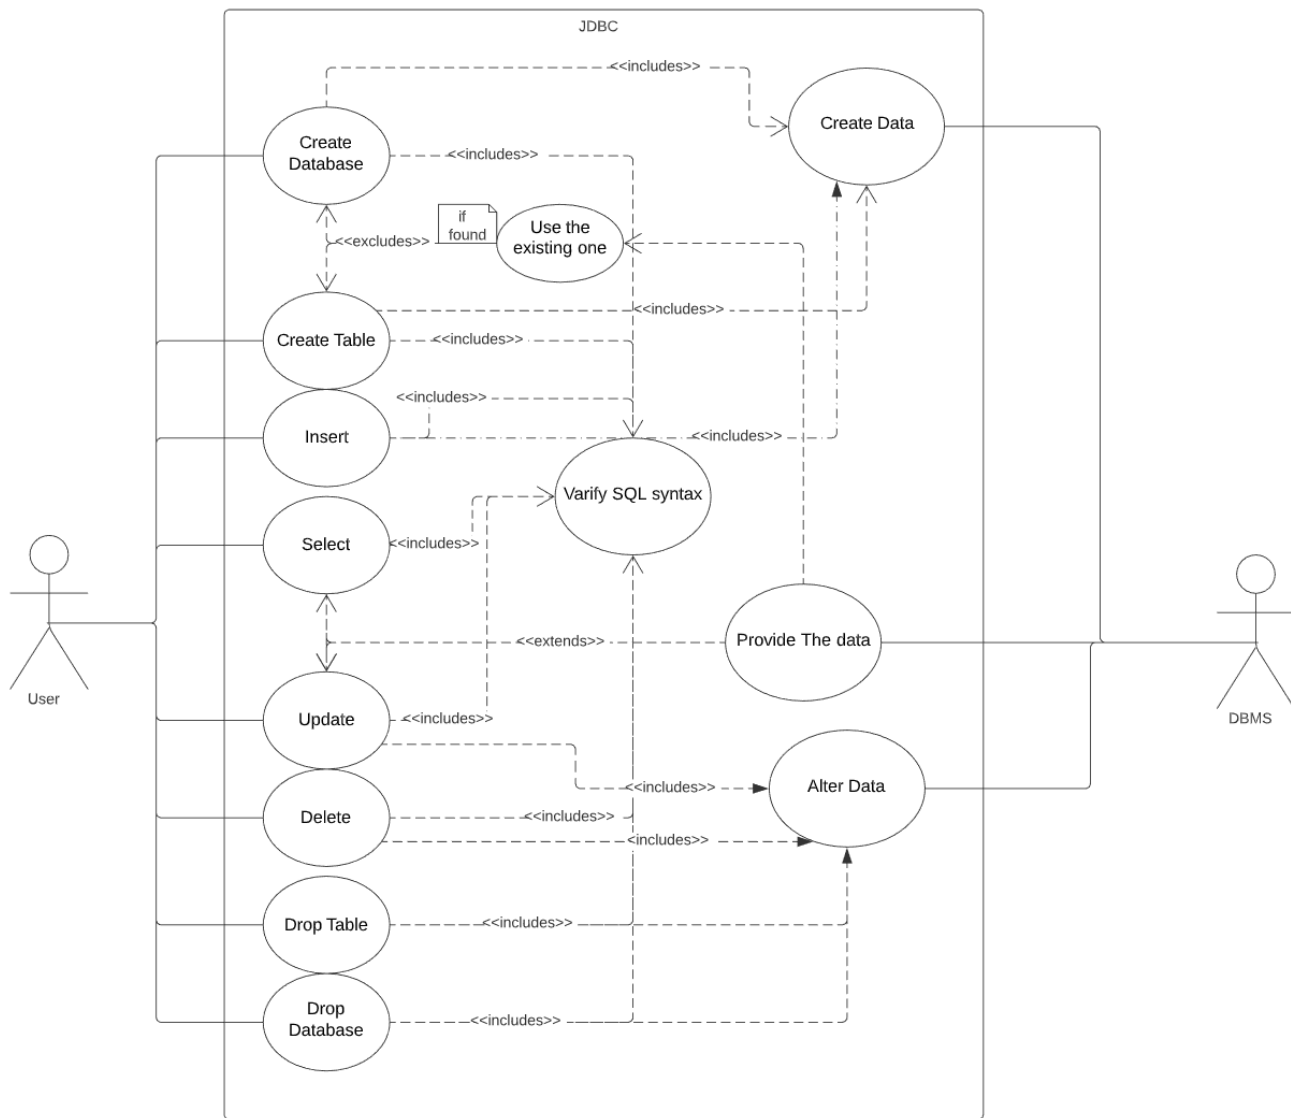 JDBC
<<includes>>
Create Data
Create
Database
<<includes>>
if
found
Use the
existing one
<<excludes>>
<<includes>>
Create Table
<<includes>>
<<includes>>
Insert
<<includes>>
Varify SQL syntax
Select
<<includes>>
<<extends>>
Provide The data
User
DBMS
Update
<<includes>>
<<includes>>
Alter Data
Delete
<<includes>>
<includes>>
Drop Table
<<includes>>
Drop
Database
<<includes>>